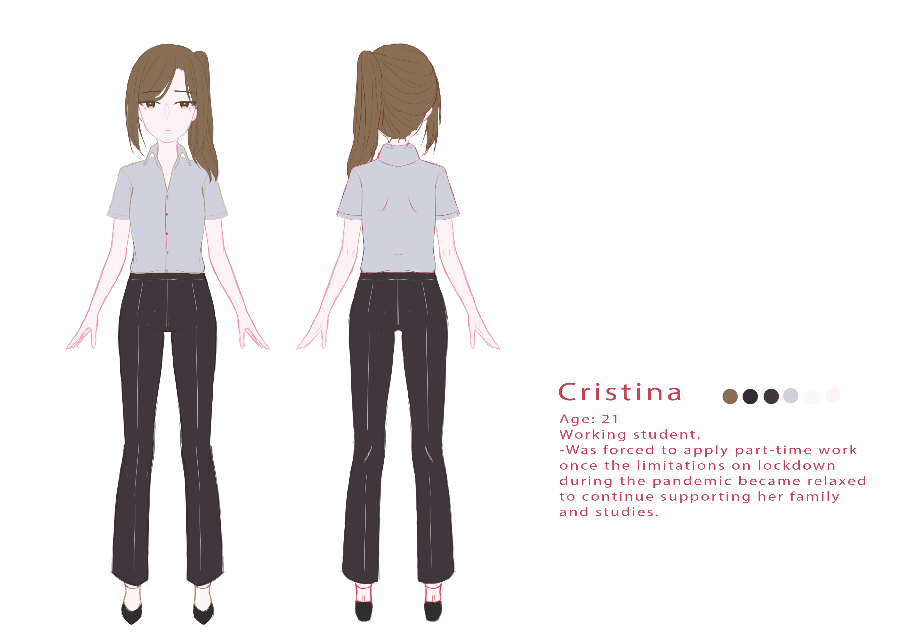 Cristina
Age: 21
Working student.
-Was forced to apply part-time work
once the limitations on lockdown
during the pandemic became relaxed
to continue supporting her family
and studies.